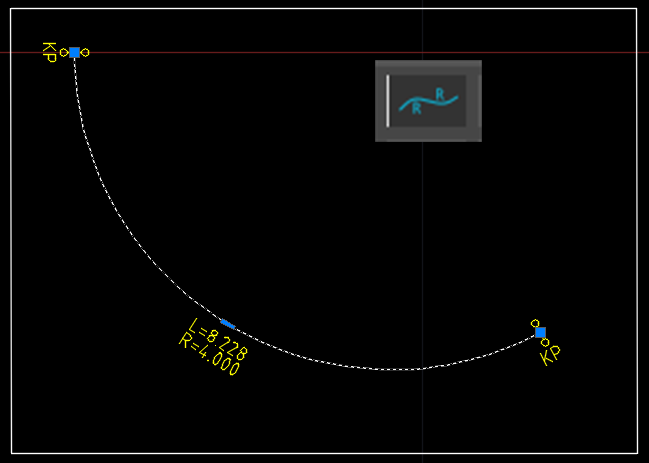 KP
R
R
L=8.228
R=4.000
KP